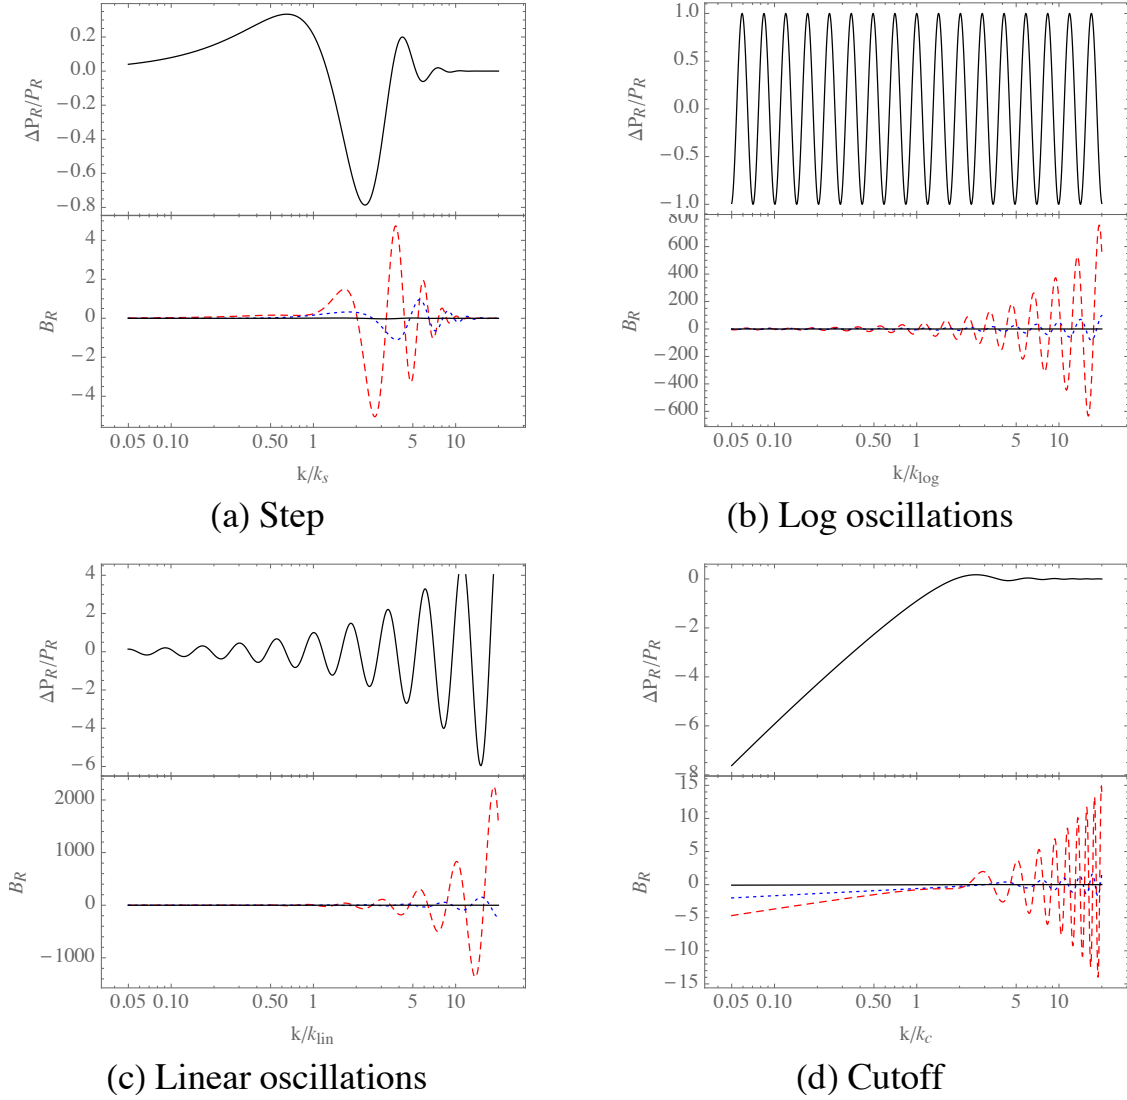 0.2
0.0
−0.2
−0.4
−0.6
−0.8
ΔP_R/P_R
4
2
0
−2
−4
B_R
0.05 0.10 0.50 1 5 10
k/k_s
(a) Step
1.0
0.5
0.0
−0.5
−1.0
ΔP_R/P_R
800
600
400
200
0
−200
−400
−600
B_R
0.05 0.10 0.50 1 5 10
k/k_log
(b) Log oscillations
4
2
0
−2
−4
−6
ΔP_R/P_R
2000
1000
0
−1000
B_R
0.05 0.10 0.50 1 5 10
k/k_lin
(c) Linear oscillations
0
−2
−4
−6
−8
ΔP_R/P_R
15
10
5
0
−5
−10
−15
B_R
0.05 0.10 0.50 1 5 10
k/k_c
(d) Cutoff